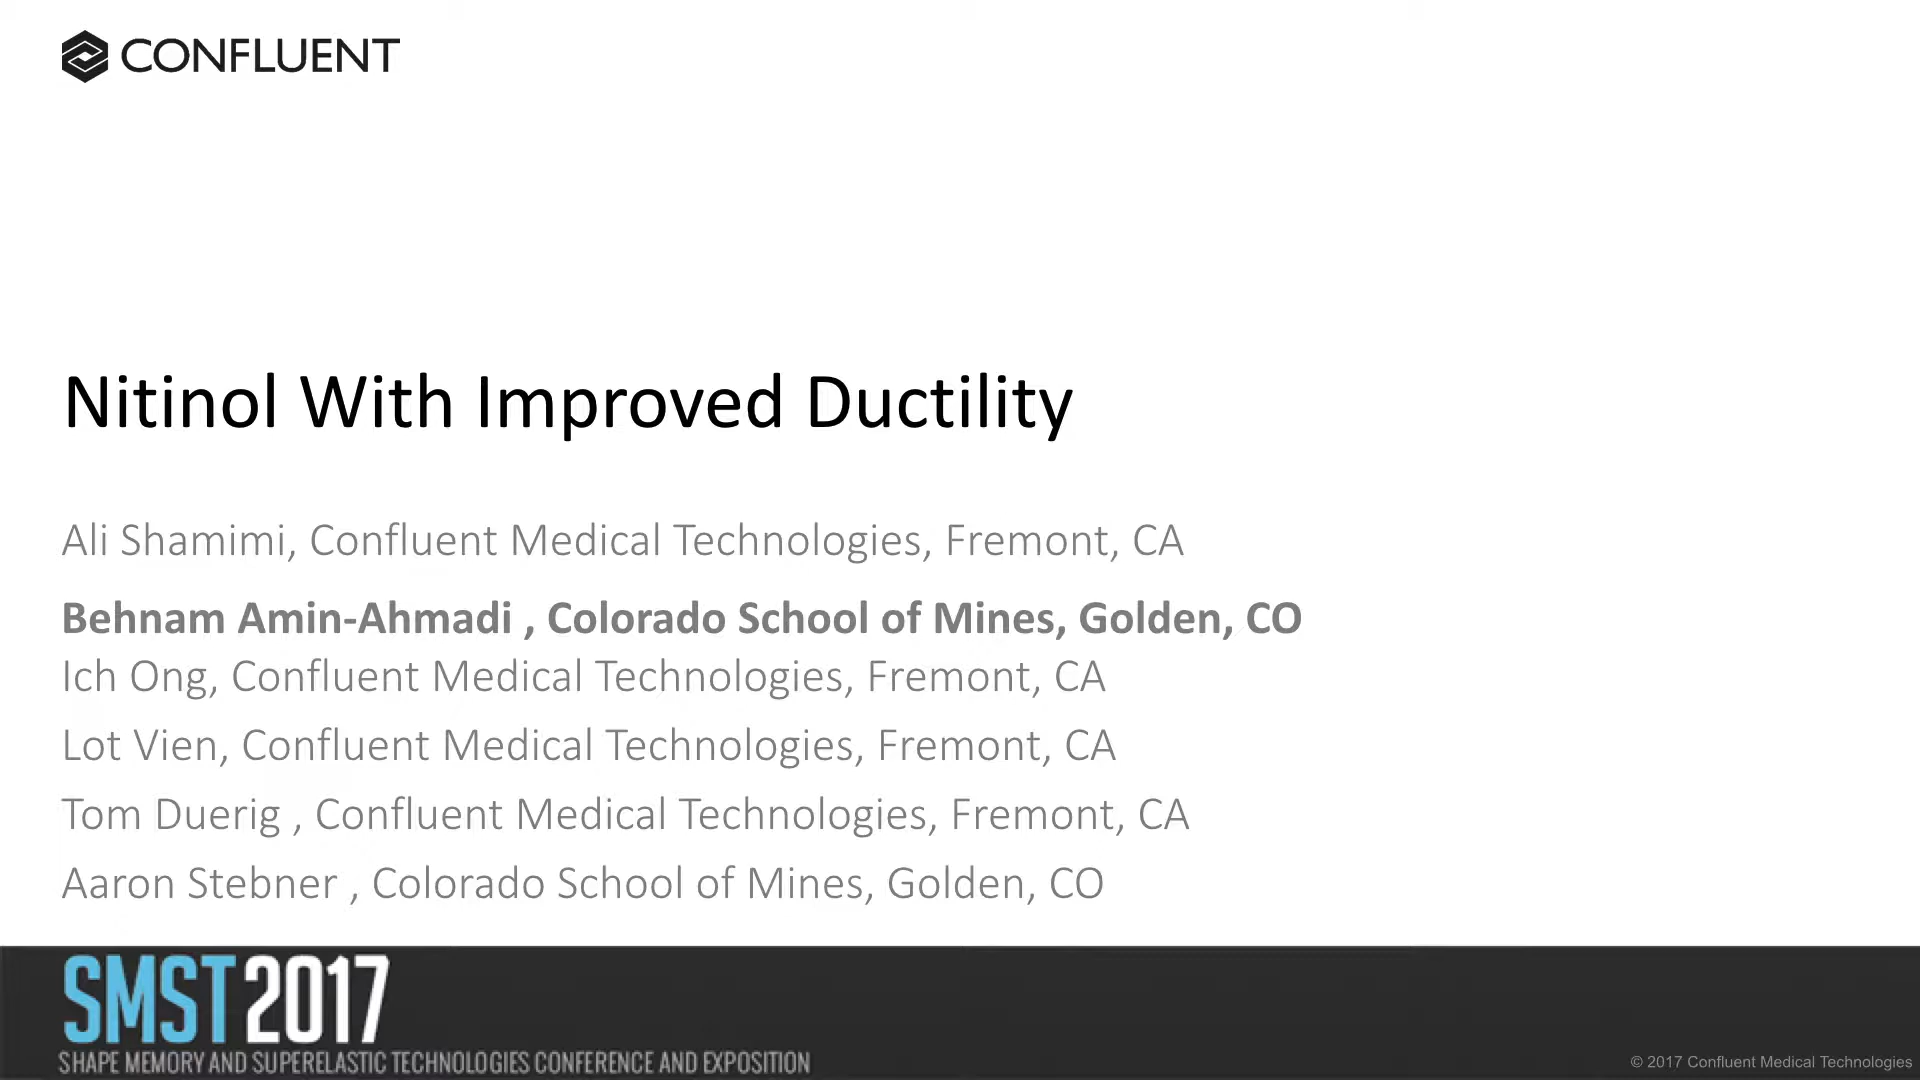 CONFLUENT
Nitinol With Improved Ductility
Ali Shamimi, Confluent Medical Technologies, Fremont, CA
Behnam Amin-Ahmadi , Colorado School of Mines, Golden, CO
Ich Ong, Confluent Medical Technologies, Fremont, CA
Lot Vien, Confluent Medical Technologies, Fremont, CA
Tom Duerig , Confluent Medical Technologies, Fremont, CA
Aaron Stebner , Colorado School of Mines, Golden, CO
SMST2017
SHAPE MEMORY AND SUPERELASTIC TECHNOLOGIES CONFERENCE AND EXPOSITION
© 2017 Confluent Medical Technologies